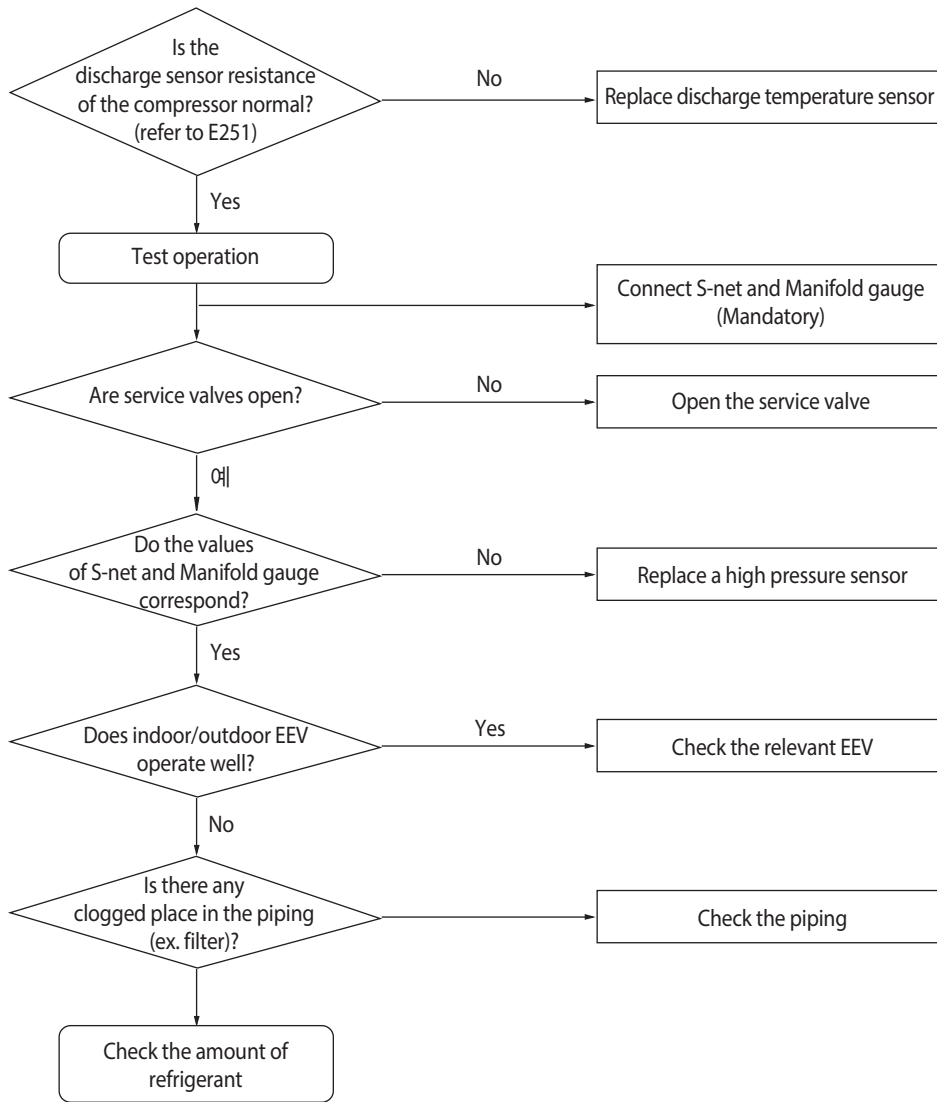 Is the
discharge sensor resistance
of the compressor normal?
(refer to E251)
No
Replace discharge temperature sensor
Yes
Test operation
Connect S-net and Manifold gauge
(Mandatory)
Are service valves open?
No
Open the service valve
예
Do the values
of S-net and Manifold gauge
correspond?
No
Replace a high pressure sensor
Yes
Does indoor/outdoor EEV
operate well?
Yes
Check the relevant EEV
No
Is there any
clogged place in the piping
(ex. filter)?
Check the piping
Check the amount of
refrigerant